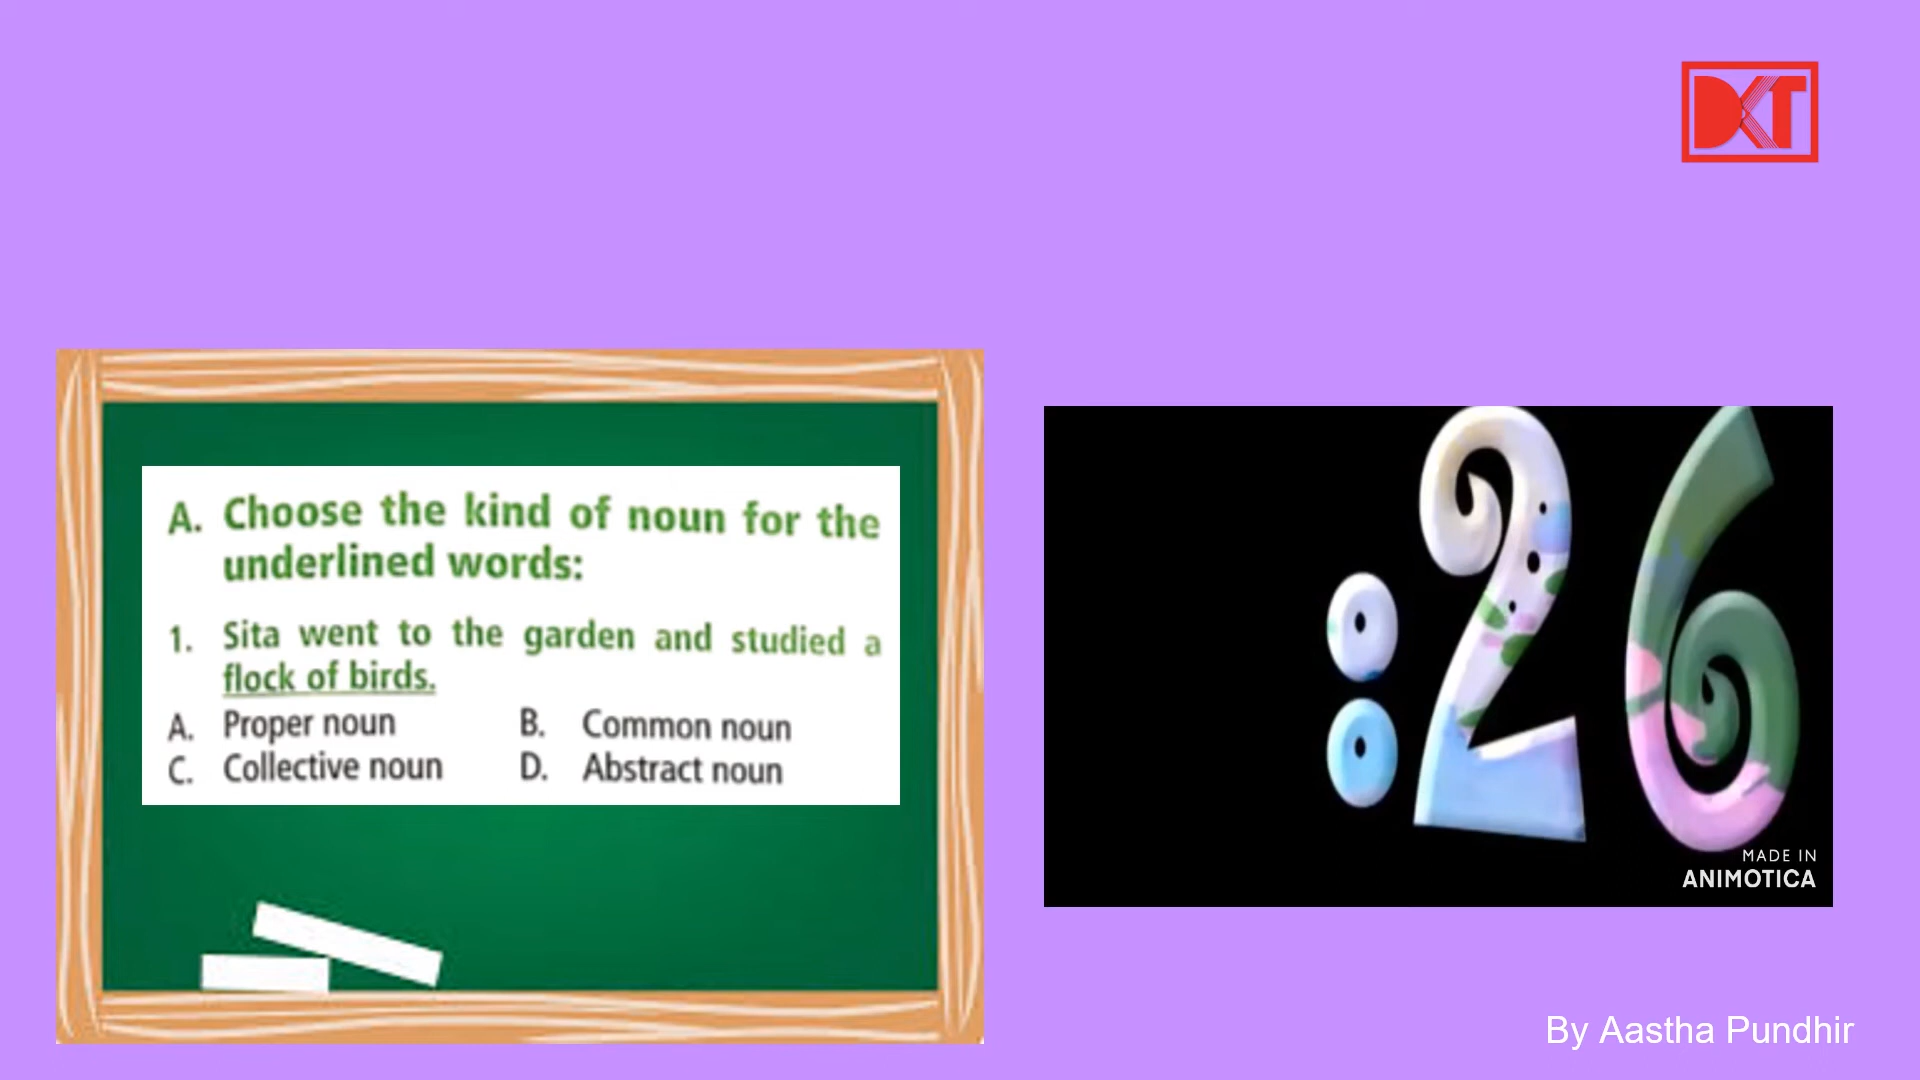 DKT
A. Choose the kind of noun for the
underlined words:
1. Sita went to the garden and studied a
flock of birds.
A. Proper noun B. Common noun
C. Collective noun D. Abstract noun
:26
MADE IN
ANIMOTICA
By Aastha Pundhir